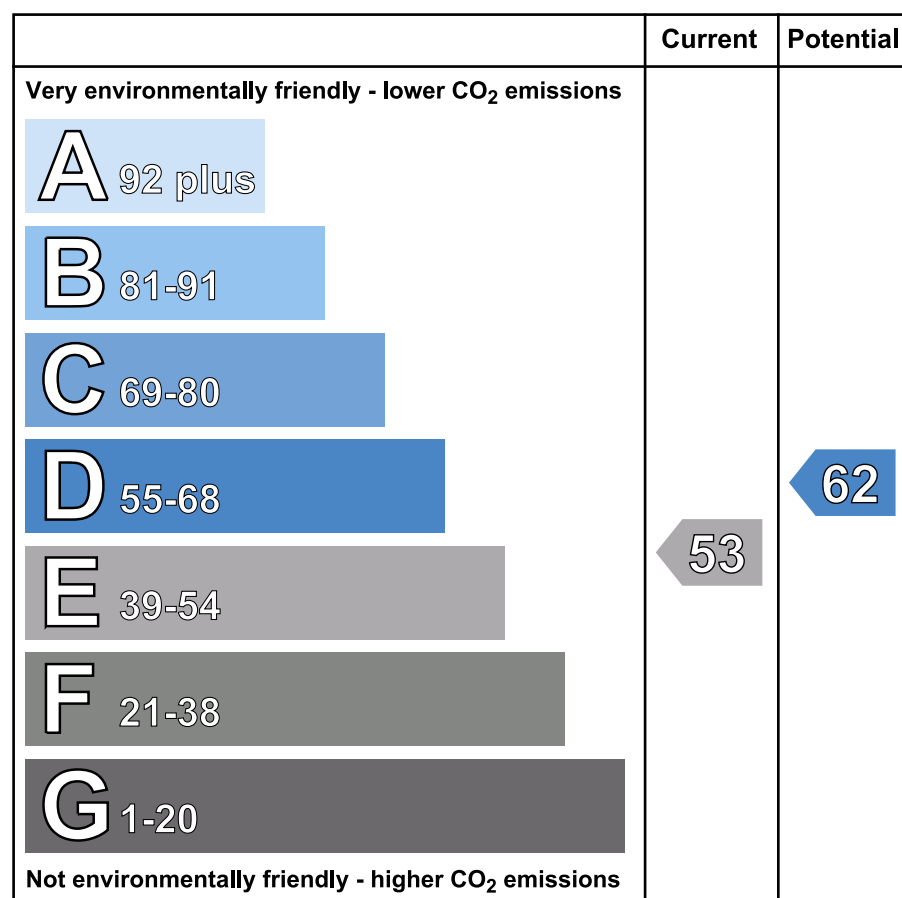 Current Potential
Very environmentally friendly - lower CO₂ emissions
A 92 plus
B 81-91
C 69-80
D 55-68
62
E 39-54
53
F 21-38
G 1-20
Not environmentally friendly - higher CO₂ emissions